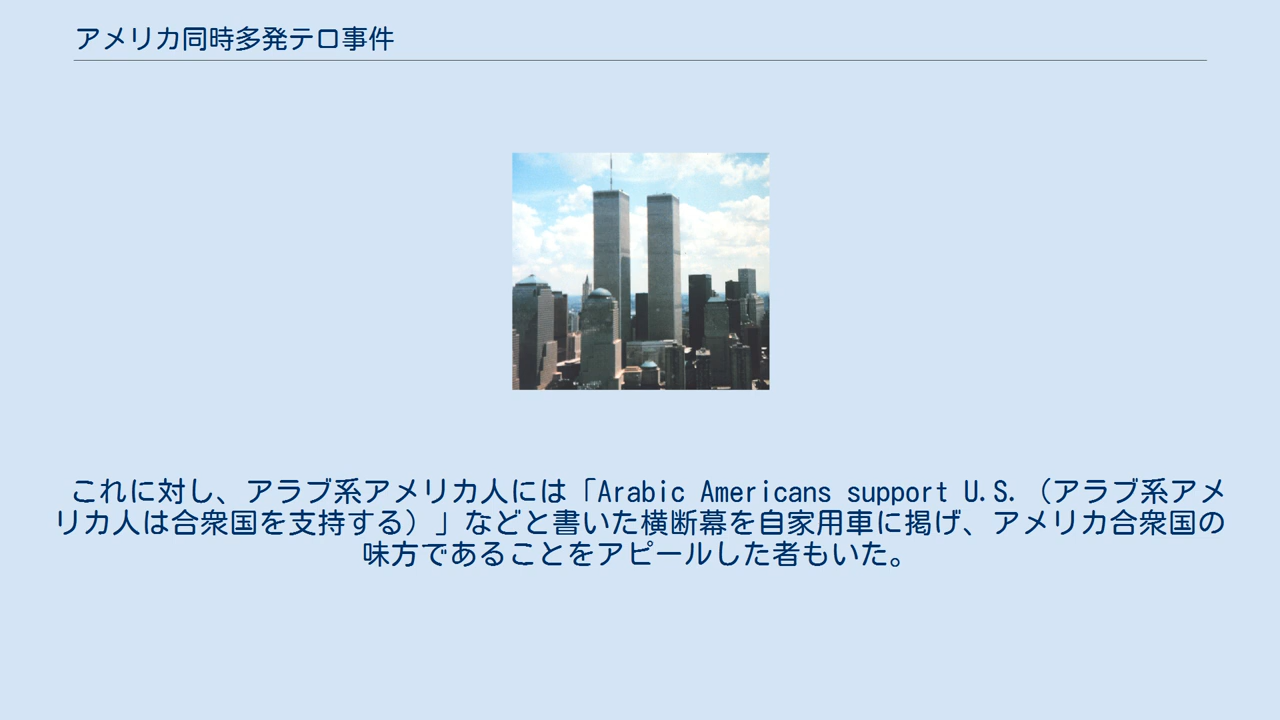 アメリカ同時多発テロ事件
これに対し、アラブ系アメリカ人には「Arabic Americans support U.S.（アラブ系アメ
リカ人は合衆国を支持する）」などと書いた横断幕を自家用車に掲げ、アメリカ合衆国の
味方であることをアピールした者もいた。